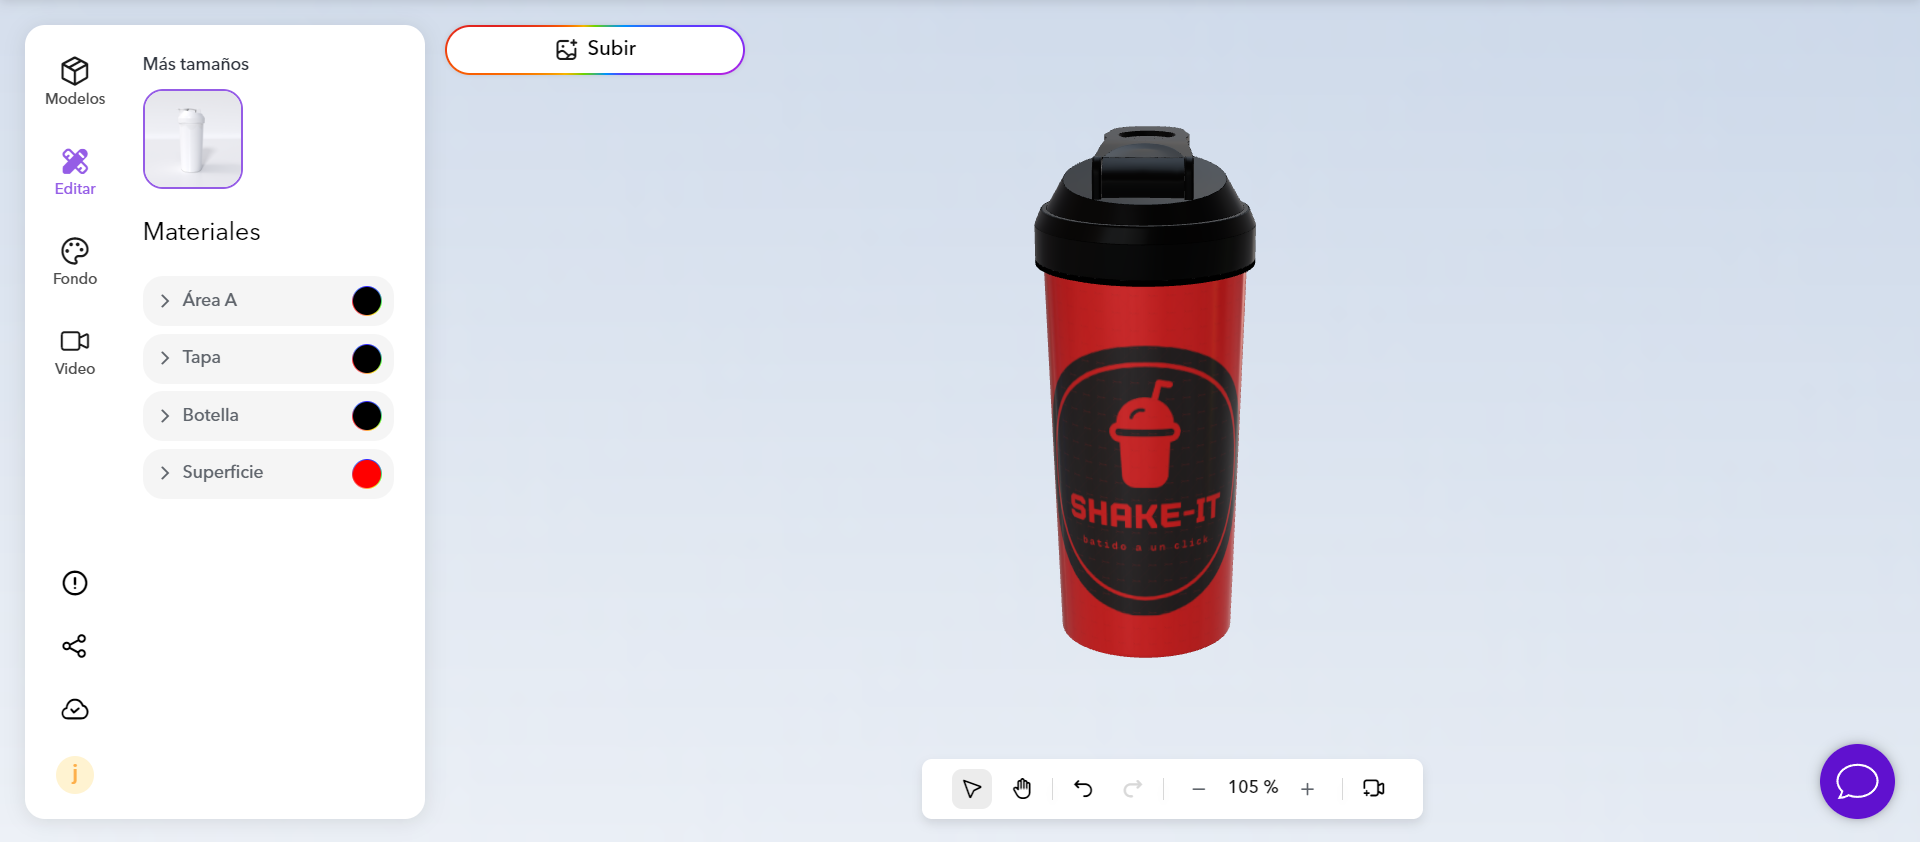 Modelos
Editar
Fondo
Video
j
Más tamaños
Materiales
Área A
Tapa
Botella
Superficie
Subir
SHAKE-IT
batido a un click
105 %